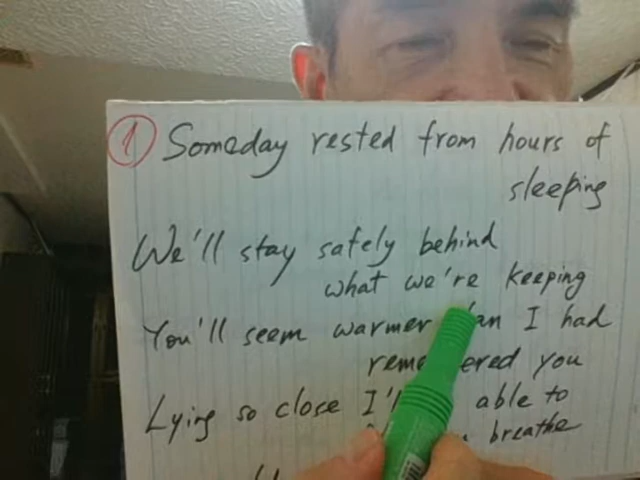 ① Someday rested from hours of
sleeping
We'll stay safely behind
what we're keeping
You'll seem warmer I had
you
Lying so close able to
breathe